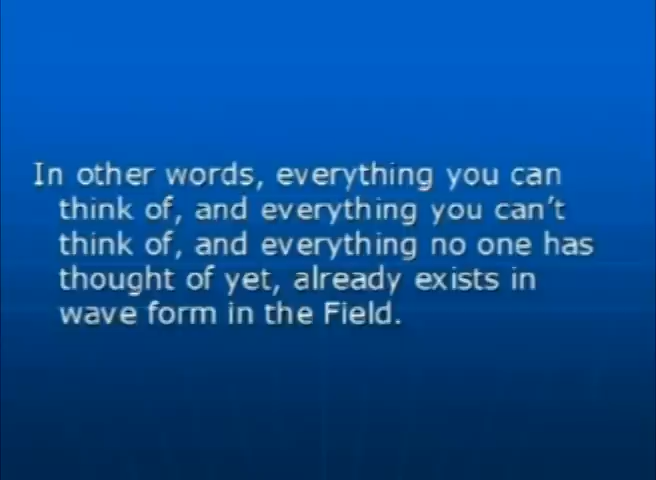 In other words, everything you can
think of, and everything you can't
think of, and everything no one has
thought of yet, already exists in
wave form in the Field.